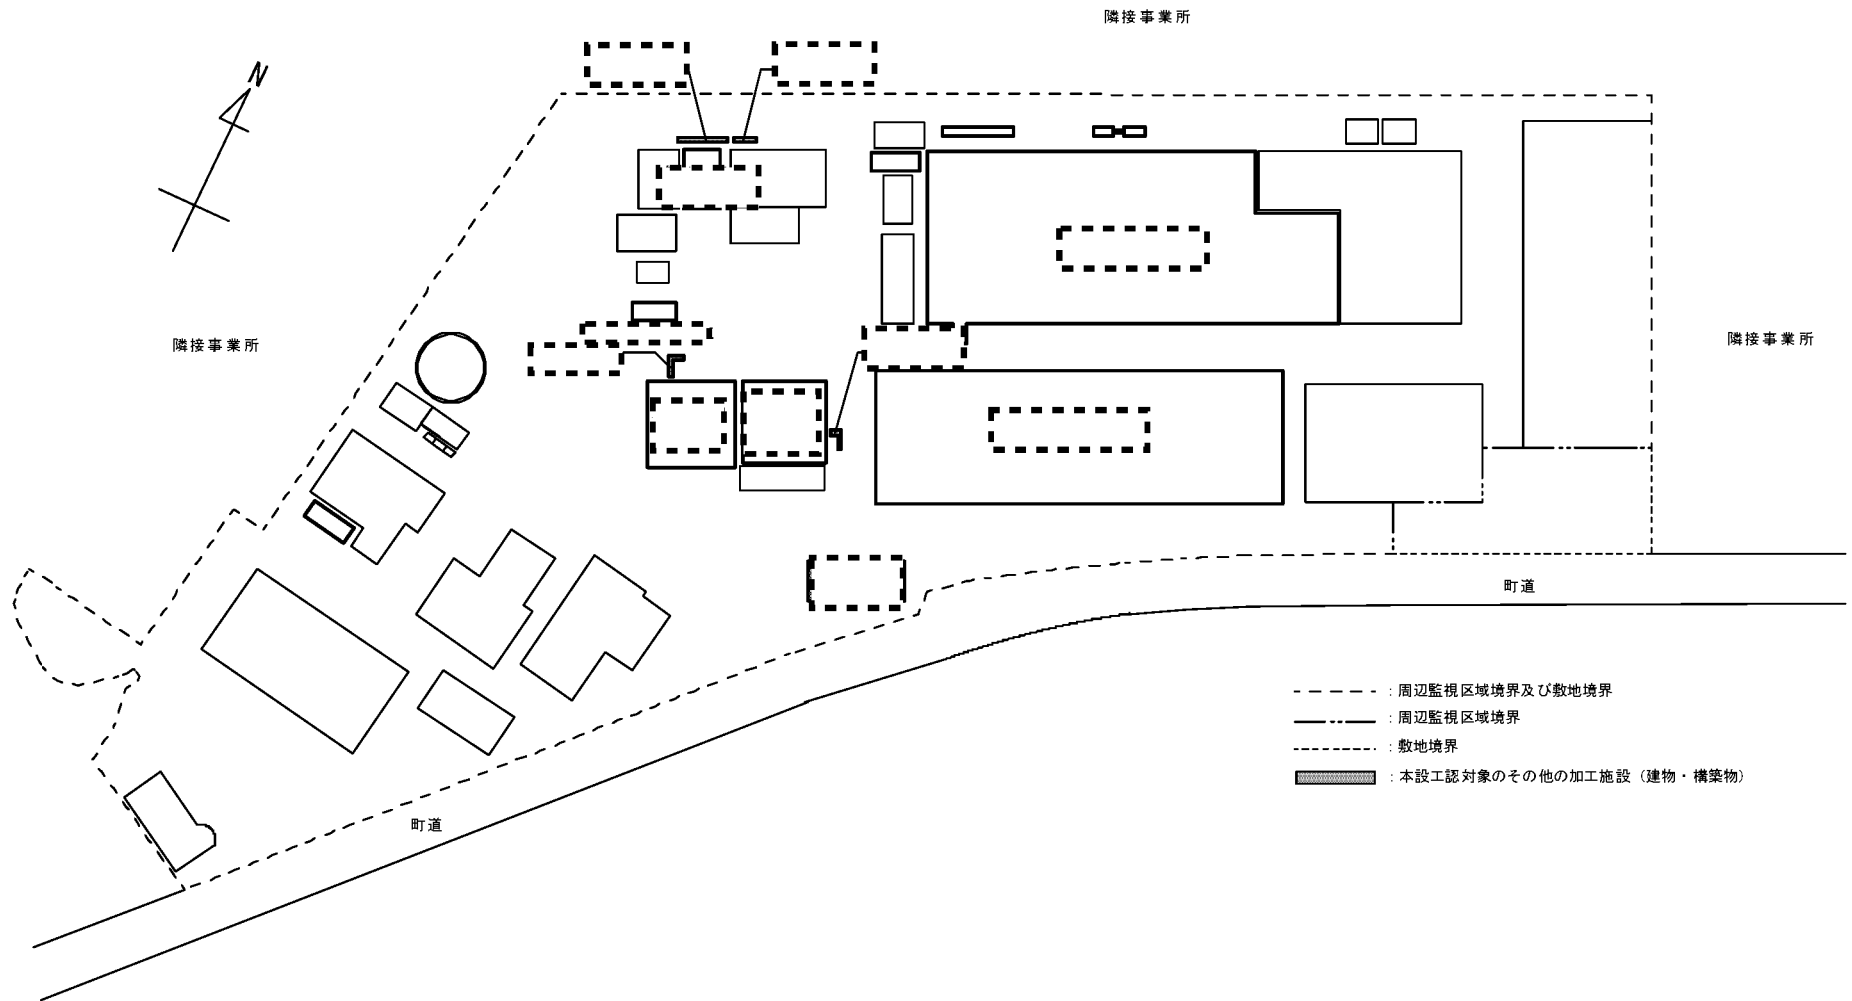 隣接事業所
N
隣接事業所
隣接事業所
町道
：周辺監視区域境界及び敷地境界
：周辺監視区域境界
：敷地境界
：本設工認対象のその他の加工施設（建物・構築物）
町道